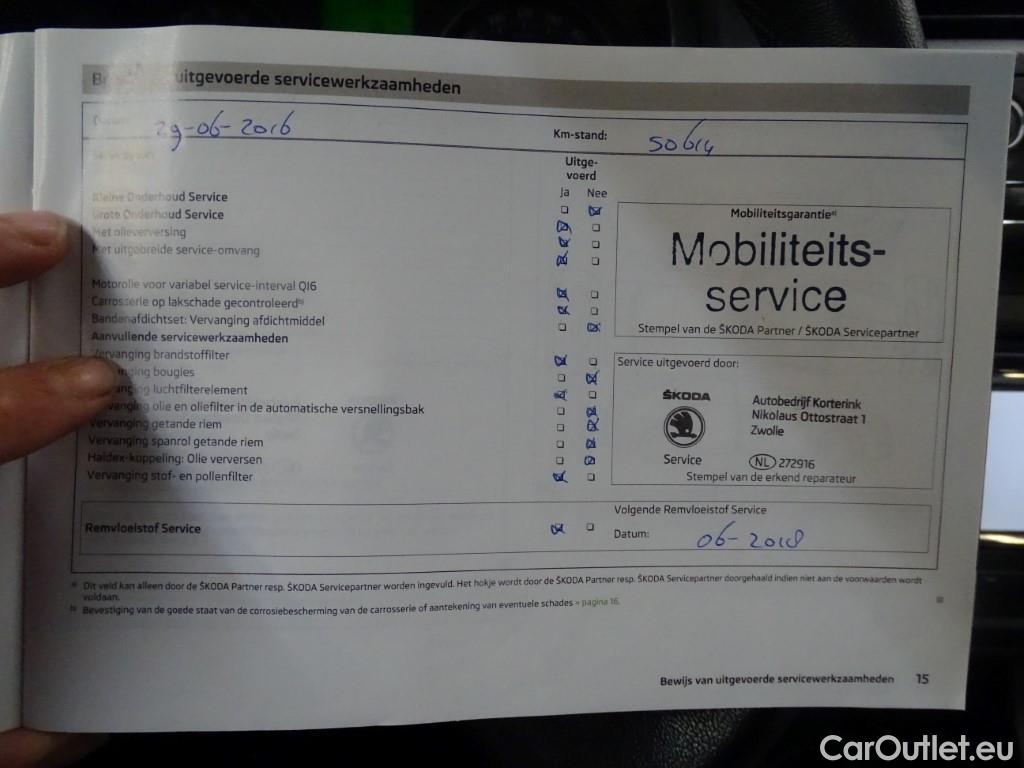 uitgevoerde servicewerkzaamheden
29-06-2016
Km-stand: 50614
Uitge-
voerd
Ja Nee
Kleine Onderhoud Service
Grote Onderhoud Service
Met olieverversing
Met uitgebreide service-omvang
Motorolie voor variabel service-interval QI6
Carrosserie op lakschade gecontroleerd b)
Bandenafdichtset: Vervanging afdichtmiddel
Aanvullende servicewerkzaamheden
Vervanging brandstoffilter
Vervanging bougies
Vervanging luchtfilterelement
Vervanging olie en oliefilter in de automatische versnellingsbak
Vervanging getande riem
Vervanging spanrol getande riem
Haldex-koppeling: Olie verversen
Vervanging stof- en pollenfilter
Mobiliteitsgarantie a)
Mobiliteits-
service
Stempel van de ŠKODA Partner / ŠKODA Servicepartner
Service uitgevoerd door:
ŠKODA
Service
Autobedrijf Korterink
Nikolaus Ottostraat 1
Zwolle
NL 272916
Stempel van de erkend reparateur
Remvloeistof Service
Volgende Remvloeistof Service
Datum: 06-2018
a) Dit veld kan alleen door de ŠKODA Partner resp. ŠKODA Servicepartner worden ingevuld. Het hokje wordt door de ŠKODA Partner resp. ŠKODA Servicepartner doorgehaald indien niet aan de voorwaarden wordt
voldaan.
b) Bevestiging van de goede staat van de corrosiebescherming van de carrosserie of aantekening van eventuele schades » pagina 16.
Bewijs van uitgevoerde servicewerkzaamheden 15
CarOutlet.eu